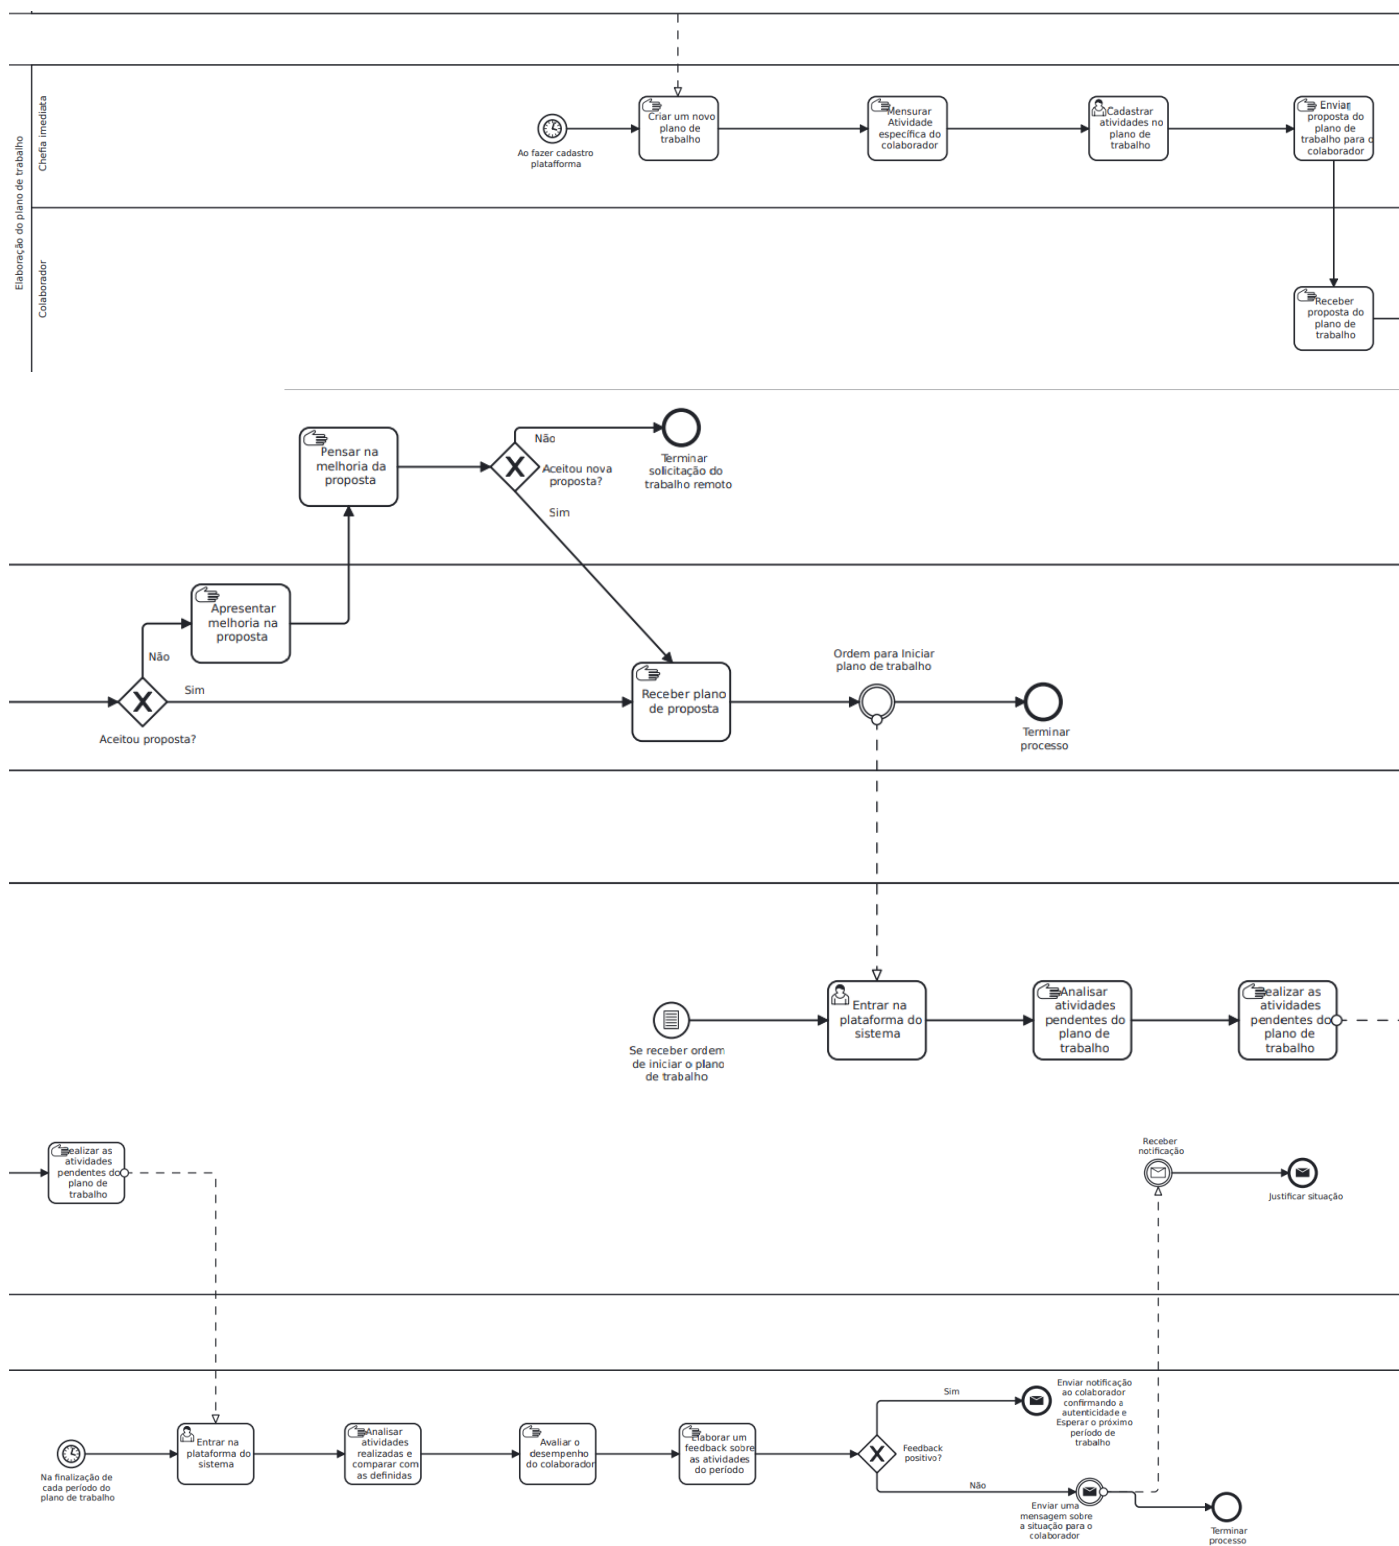 Elaboração do plano de trabalho
Chefia imediata
Ao fazer cadastro
platafforma
Criar um novo
plano de
trabalho
Mensurar
Atividade
específica do
colaborador
Cadastrar
atividades no
plano de
trabalho
Enviar
proposta do
plano de
trabalho para o
colaborador
Colaborador
Receber
proposta do
plano de
trabalho
Pensar na
melhoria da
proposta
Não
Aceitou nova
proposta?
Sim
Terminar
solicitação do
trabalho remoto
Apresentar
melhoria na
proposta
Não
Sim
Aceitou proposta?
Receber plano
de proposta
Ordem para Iniciar
plano de trabalho
Terminar
processo
Se receber ordem
de iniciar o plano
de trabalho
Entrar na
plataforma do
sistema
Analisar
atividades
pendentes do
plano de
trabalho
ealizar as
atividades
pendentes do
plano de
trabalho
ealizar as
atividades
pendentes do
plano de
trabalho
Receber
notificação
Justificar situação
Na finalização de
cada período do
plano de trabalho
Entrar na
plataforma do
sistema
Analisar
atividades
realizadas e
comparar com
as definidas
Avaliar o
desempenho
do colaborador
aborar um
feedback sobre
as atividades
do período
Feedback
positivo?
Sim
Enviar notificação
ao colaborador
confirmando a
autenticidade e
Esperar o próximo
período de
trabalho
Não
Enviar uma
mensagem sobre
a situação para o
colaborador
Terminar
processo